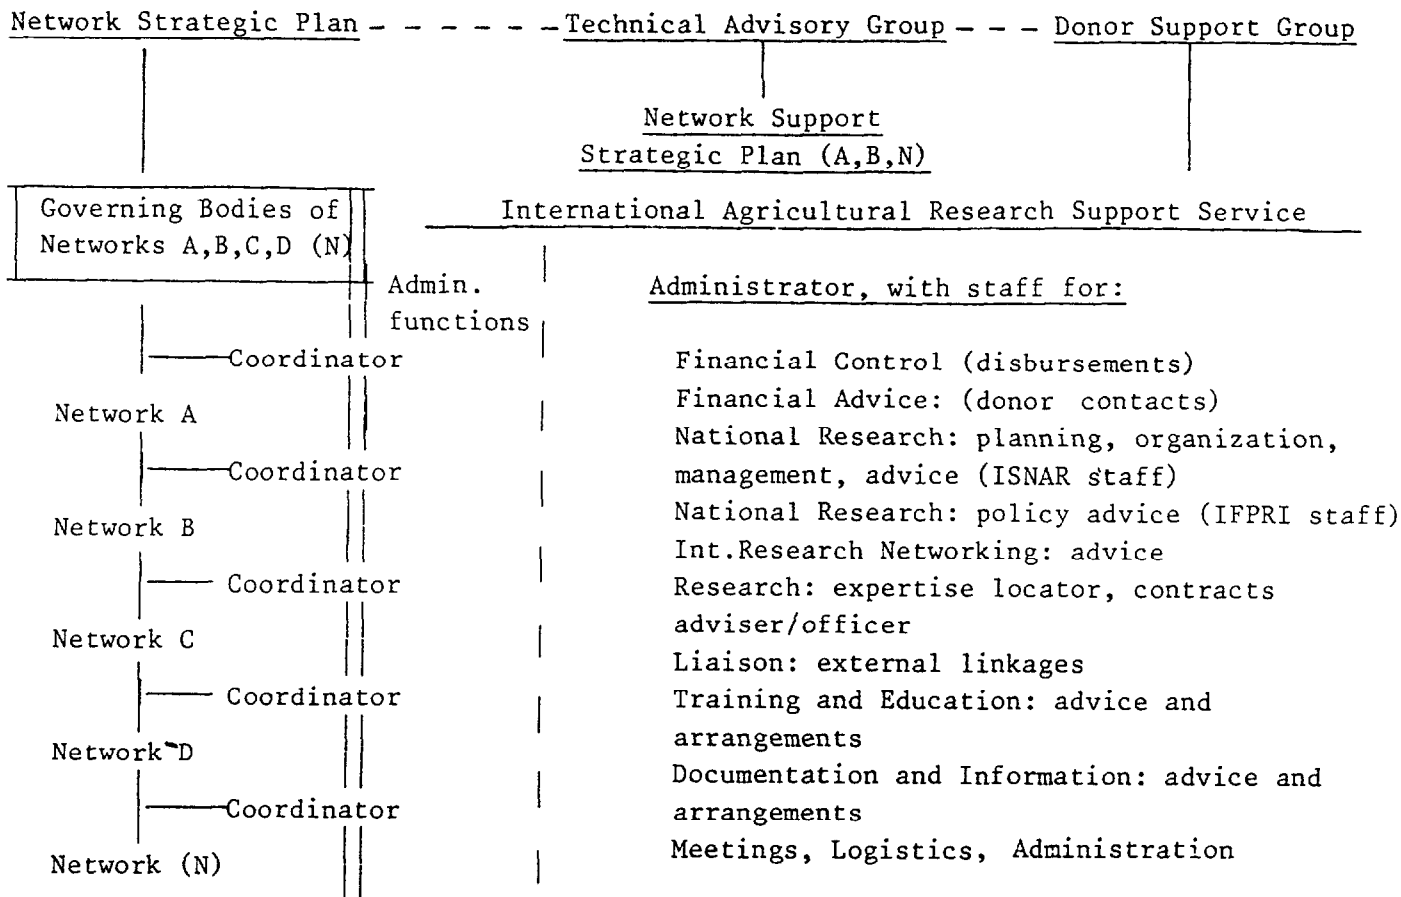 Network Strategic Plan Technical Advisory Group Donor Support Group
Network Support
Strategic Plan (A,B,N)
Governing Bodies of
Networks A,B,C,D (N)
International Agricultural Research Support Service
Admin.
functions
Coordinator
Network A
Coordinator
Network B
Coordinator
Network C
Coordinator
Network D
Coordinator
Network (N)
Administrator, with staff for:
Financial Control (disbursements)
Financial Advice: (donor contacts)
National Research: planning, organization,
management, advice (ISNAR staff)
National Research: policy advice (IFPRI staff)
Int.Research Networking: advice
Research: expertise locator, contracts
adviser/officer
Liaison: external linkages
Training and Education: advice and
arrangements
Documentation and Information: advice and
arrangements
Meetings, Logistics, Administration